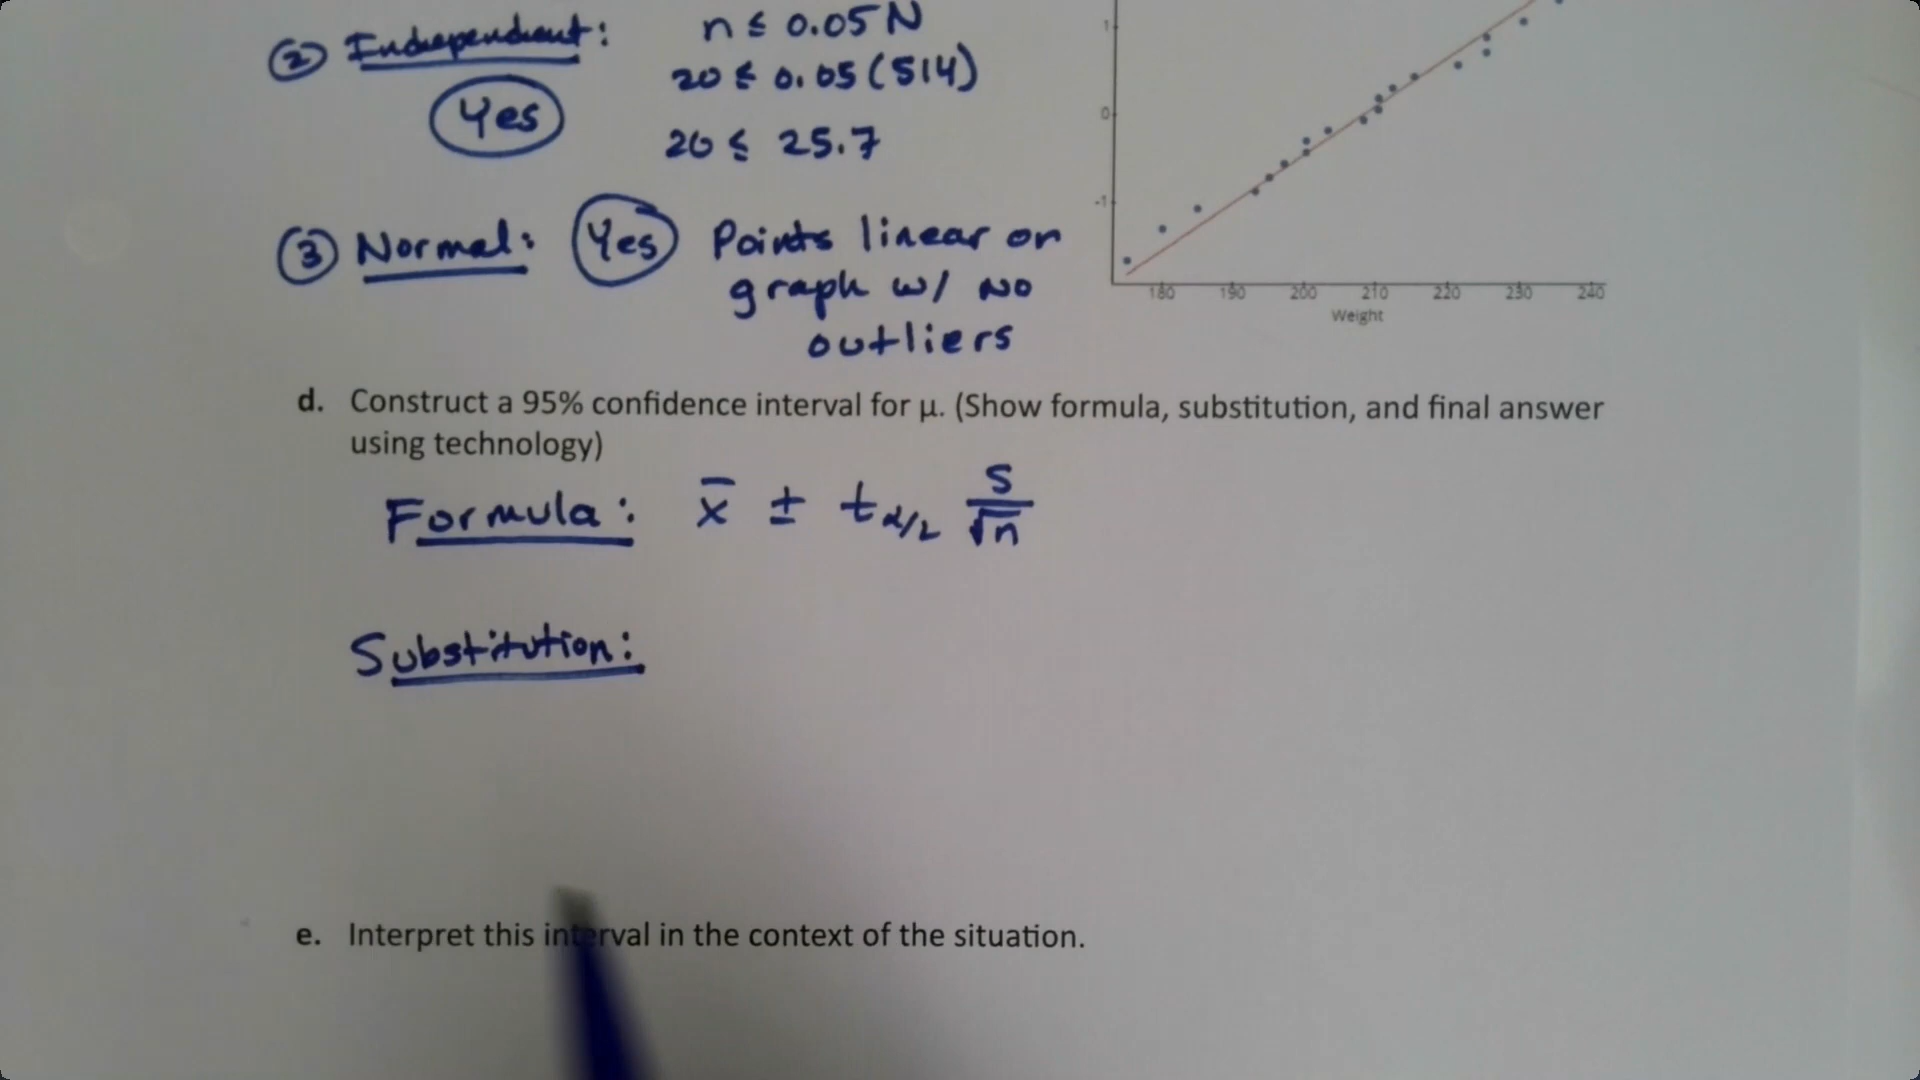 ② Independent: n ≤ 0.05N
20 ≤ 0.05(514)
Yes
20 ≤ 25.7
③ Normal: Yes Points linear on
graph w/ No
outliers
1
0
-1
180 190 200 210 220 230 240
Weight
d. Construct a 95% confidence interval for µ. (Show formula, substitution, and final answer
using technology)
Formula: x̄ ± t α/2 s/√n
Substitution:
e. Interpret this interval in the context of the situation.